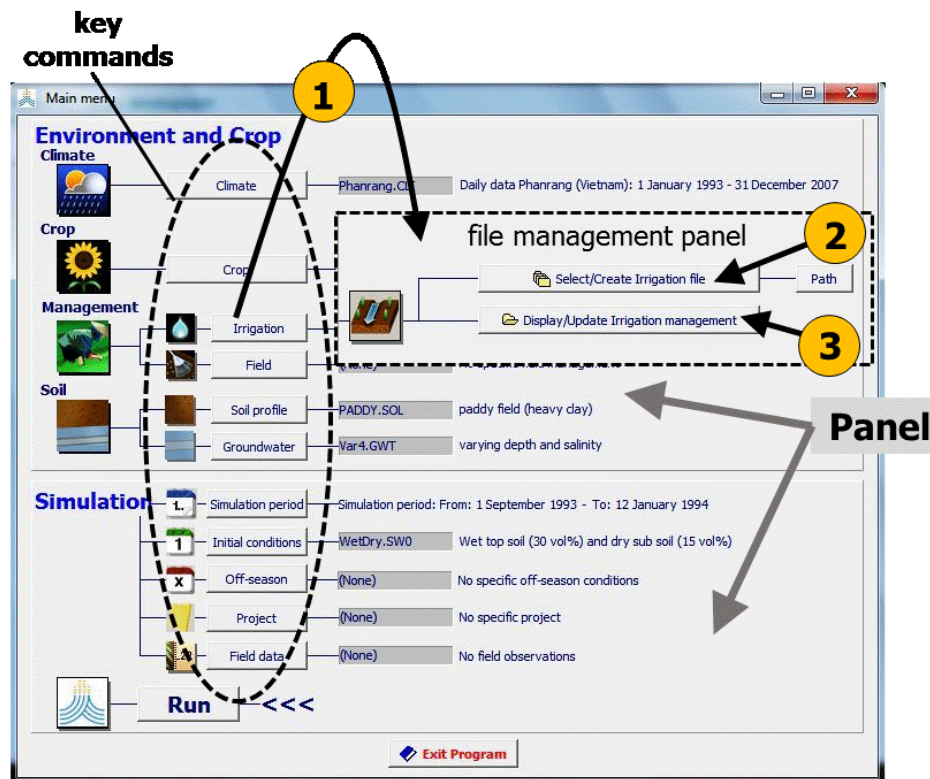 key
commands
1
Main menu
Environment and Crop
Climate
Climate
Phanrang.CLI Daily data Phanrang (Vietnam): 1 January 1993 - 31 December 2007
Crop
file management panel
2
Crop
Select/Create Irrigation file
Path
Management
Irrigation
Display/Update Irrigation management
3
Field
Soil
Soil profile
PADDY.SOL paddy field (heavy clay)
Panel
Groundwater
Var4.GWT varying depth and salinity
Simulation
1..
Simulation period
Simulation period: From: 1 September 1993 - To: 12 January 1994
1
Initial conditions
WetDry.SW0 Wet top soil (30 vol%) and dry sub soil (15 vol%)
X
Off-season
(None) No specific off-season conditions
Project
(None) No specific project
Field data
(None) No field observations
Run
<<<
Exit Program